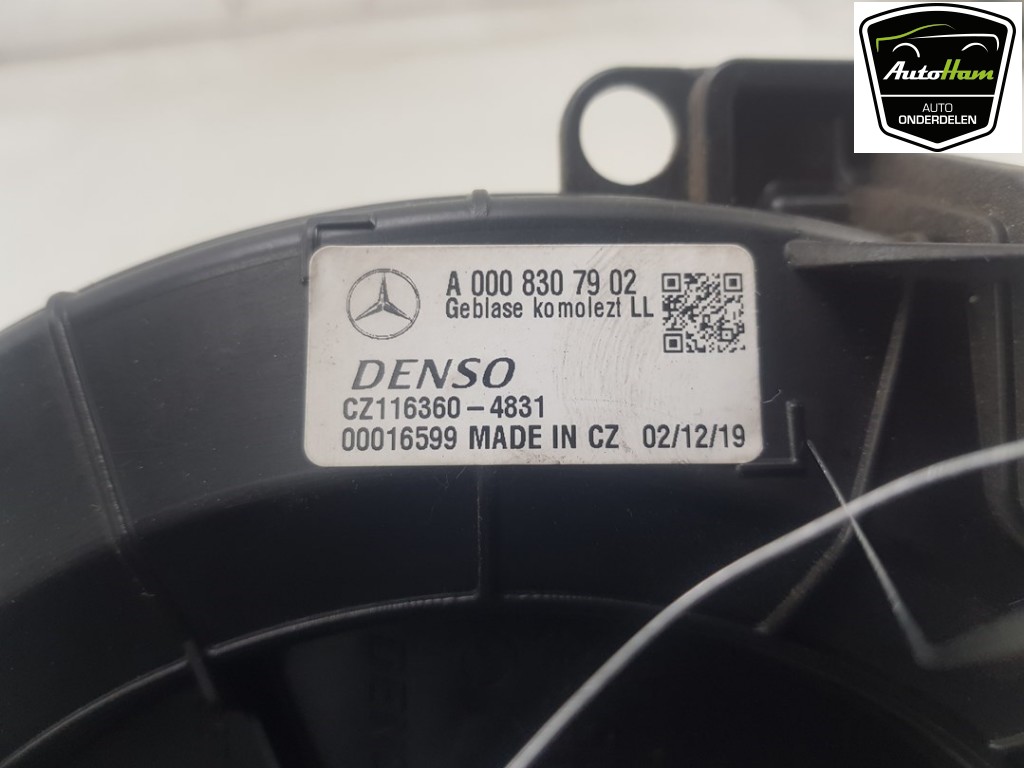 AutoHam
AUTO
ONDERDELEN
A 000 830 79 02
Geblase komolezt LL
DENSO
CZ116360-4831
00016599 MADE IN CZ 02/12/19